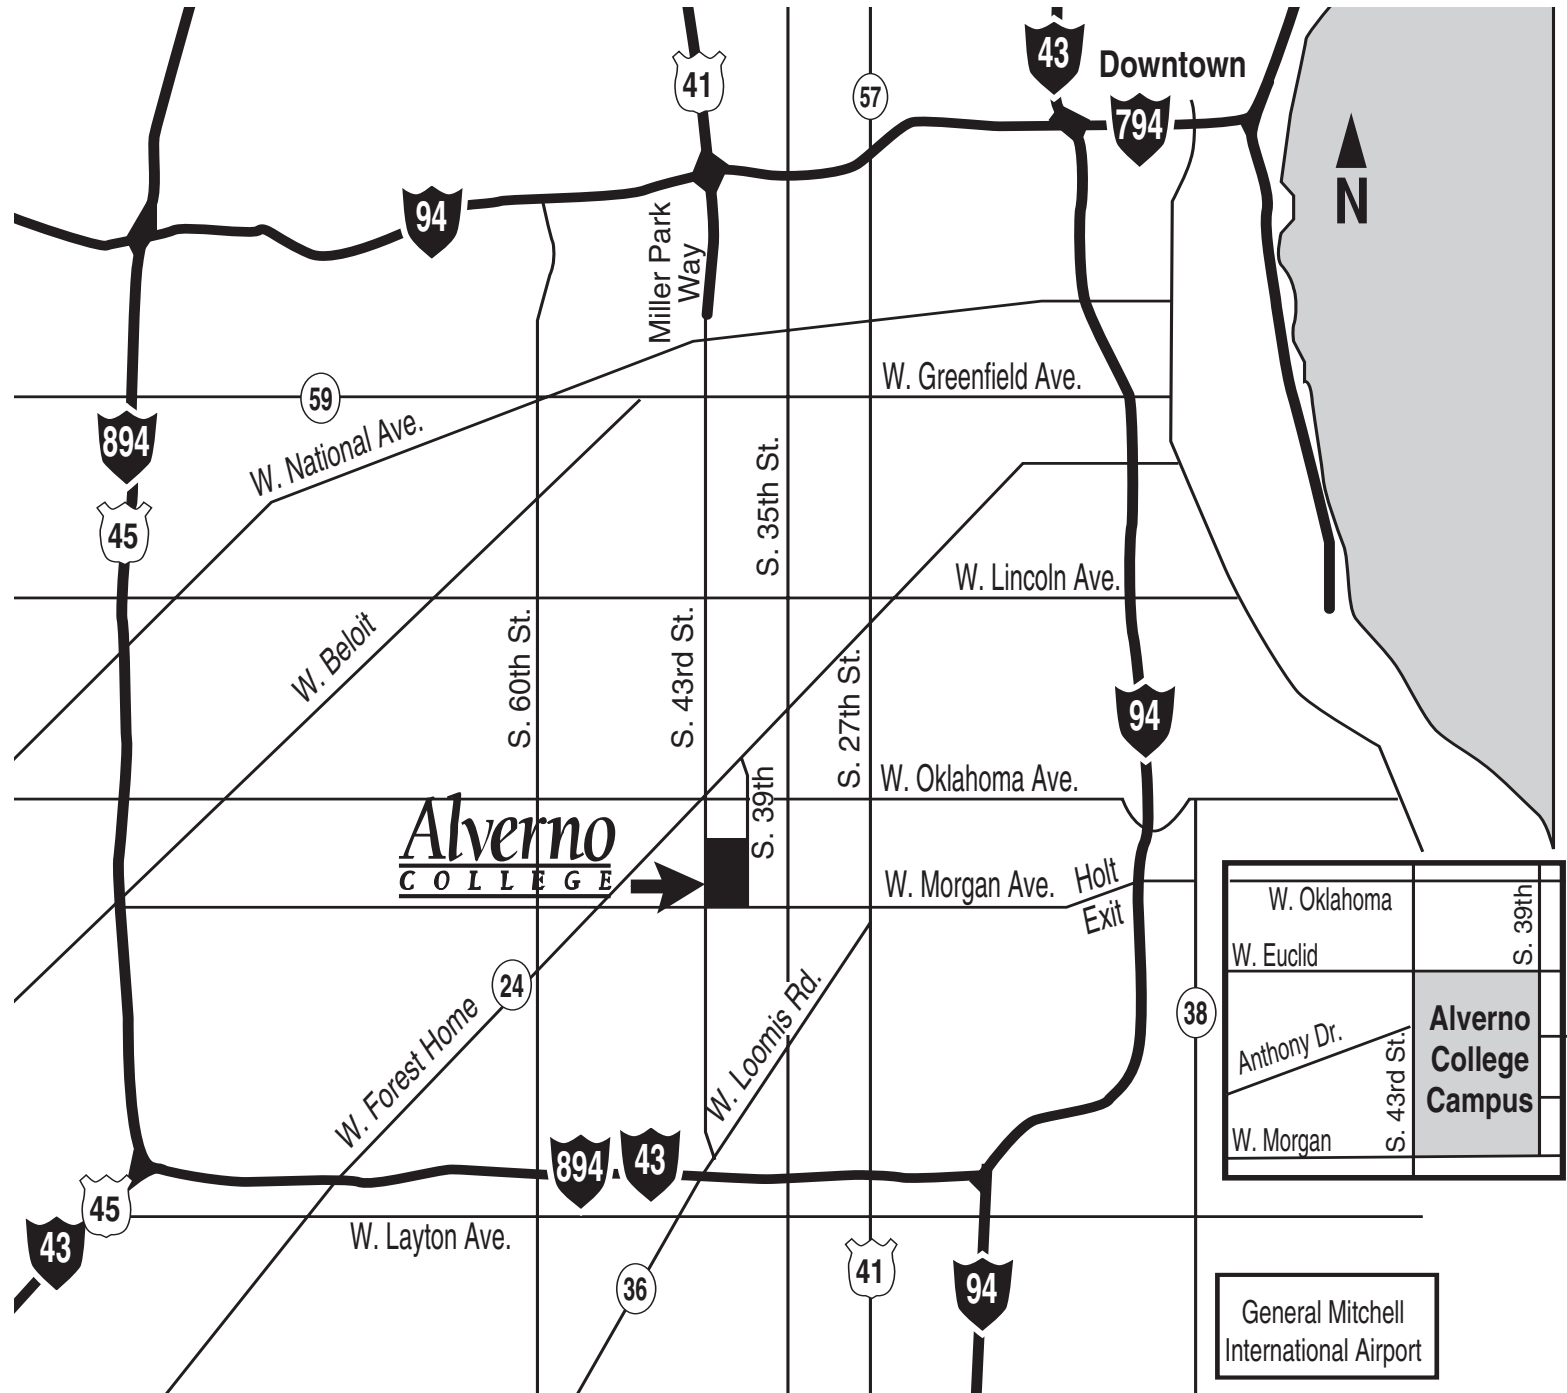 43
Downtown
41
57
794
94
N
Miller Park
Way
W. Greenfield Ave.
59
W. National Ave.
894
45
S. 35th St.
W. Lincoln Ave.
W. Beloit
S. 60th St.
S. 43rd St.
S. 27th St.
94
W. Oklahoma Ave.
S. 39th
Alverno
COLLEGE
W. Morgan Ave.
Holt
Exit
W. Oklahoma
S. 39th
W. Euclid
Anthony Dr.
Alverno
College
Campus
S. 43rd St.
W. Morgan
24
38
W. Forest Home
W. Loomis Rd.
894
43
45
43
W. Layton Ave.
36
41
94
General Mitchell
International Airport